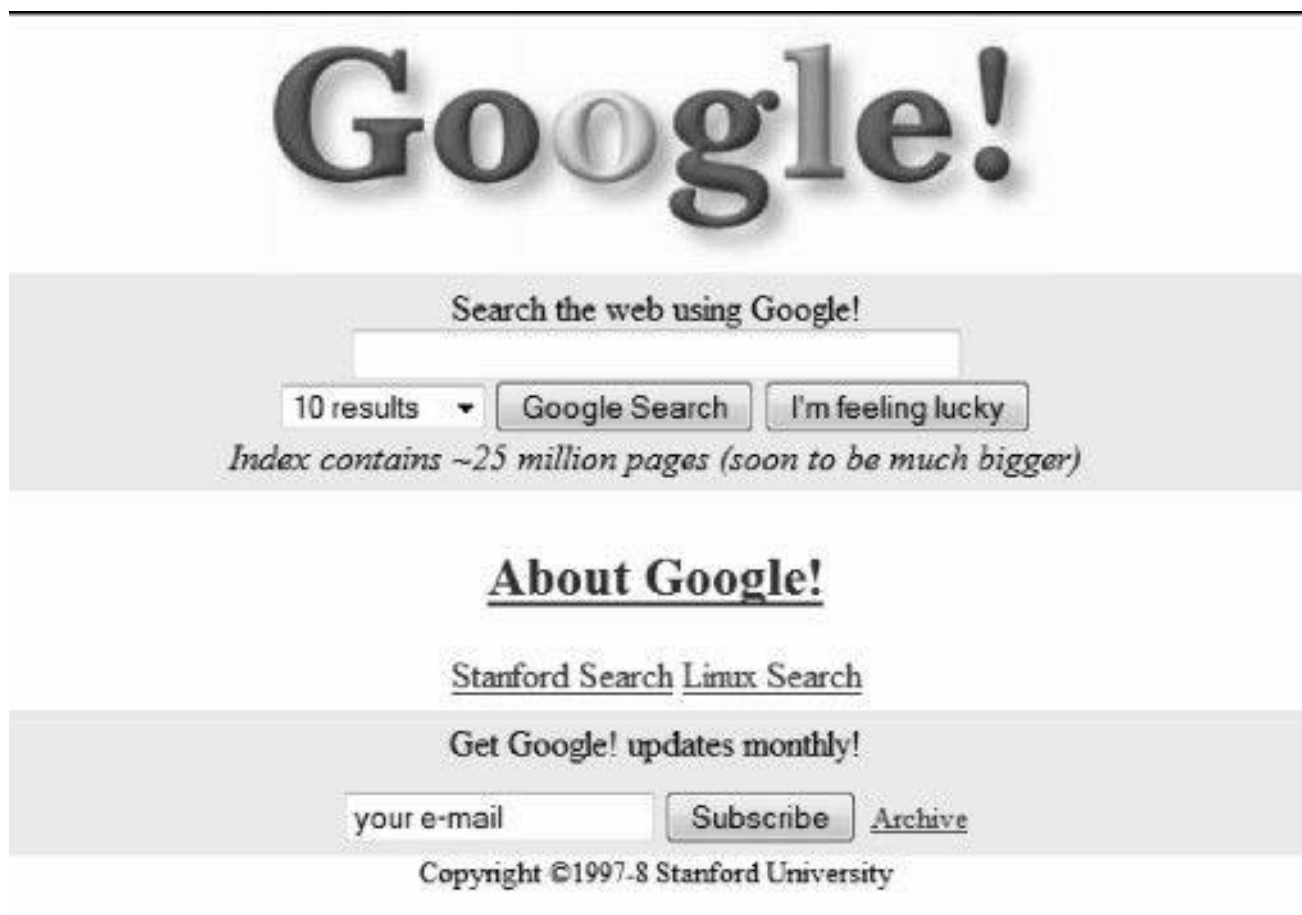 Google!
Search the web using Google!
10 results Google Search I'm feeling lucky
Index contains ~25 million pages (soon to be much bigger)
About Google!
Stanford Search Linux Search
Get Google! updates monthly!
your e-mail Subscribe Archive
Copyright ©1997-8 Stanford University